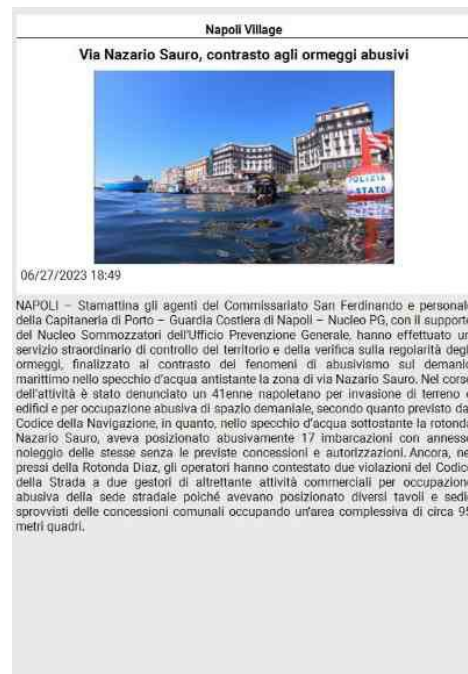 Napoli Village
Via Nazario Sauro, contrasto agli ormeggi abusivi
POLIZIA
STATO
06/27/2023 18:49
NAPOLI – Stamattina gli agenti del Commissariato San Ferdinando e personale
della Capitaneria di Porto – Guardia Costiera di Napoli – Nucleo PG, con il supporto
del Nucleo Sommozzatori dell'Ufficio Prevenzione Generale, hanno effettuato un
servizio straordinario di controllo del territorio e della verifica sulla regolarità degli
ormeggi, finalizzato al contrasto dei fenomeni di abusivismo sul demanio
marittimo nello specchio d'acqua antistante la zona di via Nazario Sauro. Nel corso
dell'attività è stato denunciato un 41enne napoletano per invasione di terreno e
edifici e per occupazione abusiva di spazio demaniale, secondo quanto previsto dal
Codice della Navigazione, in quanto, nello specchio d'acqua sottostante la rotonda
Nazario Sauro, aveva posizionato abusivamente 17 imbarcazioni con annesso
noleggio delle stesse senza le previste concessioni e autorizzazioni. Ancora, nei
pressi della Rotonda Diaz, gli operatori hanno contestato due violazioni del Codice
della Strada a due gestori di altrettante attività commerciali per occupazione
abusiva della sede stradale poiché avevano posizionato diversi tavoli e sedie
sprovvisti delle concessioni comunali occupando un'area complessiva di circa 95
metri quadri.